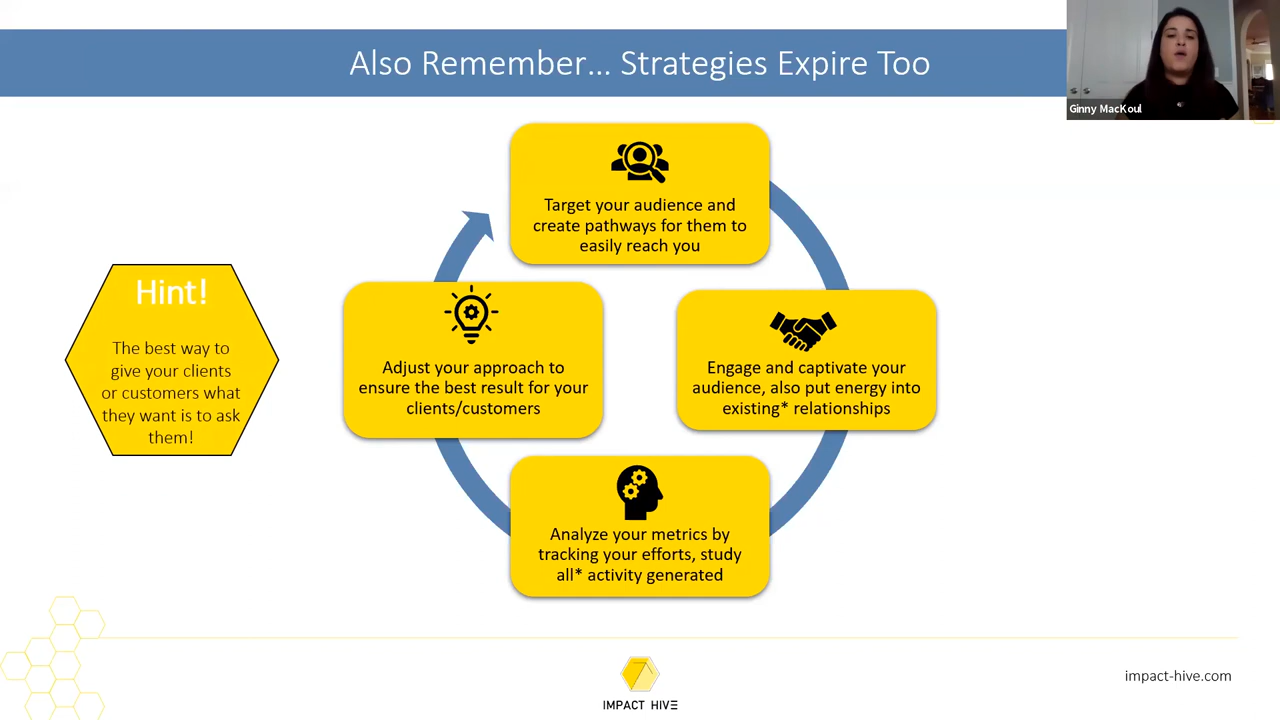 Also Remember... Strategies Expire Too
Ginny MacKoul
Target your audience and
create pathways for them to
easily reach you
Hint!
The best way to
give your clients
or customers what
they want is to ask
them!
Adjust your approach to
ensure the best result for your
clients/customers
Engage and captivate your
audience, also put energy into
existing* relationships
Analyze your metrics by
tracking your efforts, study
all* activity generated
IMPACT HIVE
impact-hive.com